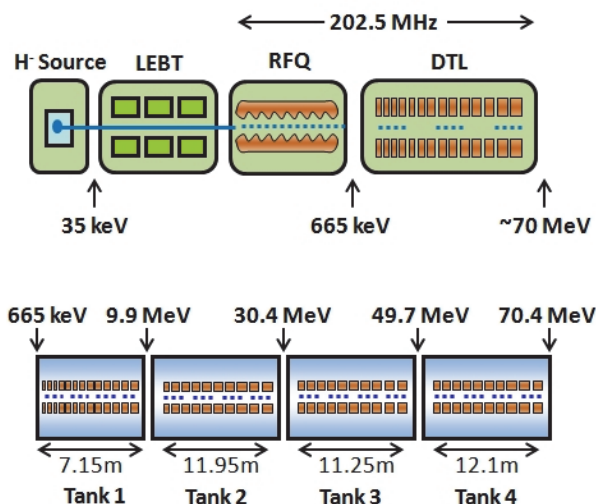 202.5 MHz
H- Source LEBT RFQ DTL
35 keV 665 keV ~70 MeV
665 keV 9.9 MeV 30.4 MeV 49.7 MeV 70.4 MeV
7.15m 11.95m 11.25m 12.1m
Tank 1 Tank 2 Tank 3 Tank 4